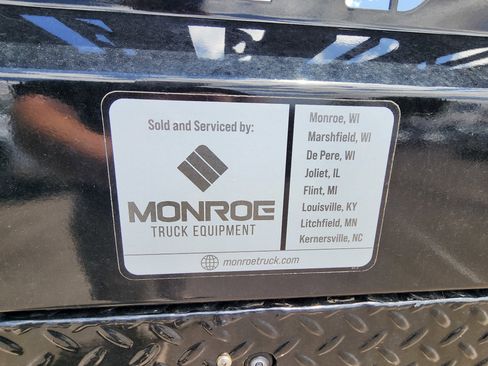 Sold and Serviced by:
MONROE
TRUCK EQUIPMENT
Monroe, WI
Marshfield, WI
De Pere, WI
Joliet, IL
Flint, MI
Louisville, KY
Litchfield, MN
Kernersville, NC
monroetruck.com